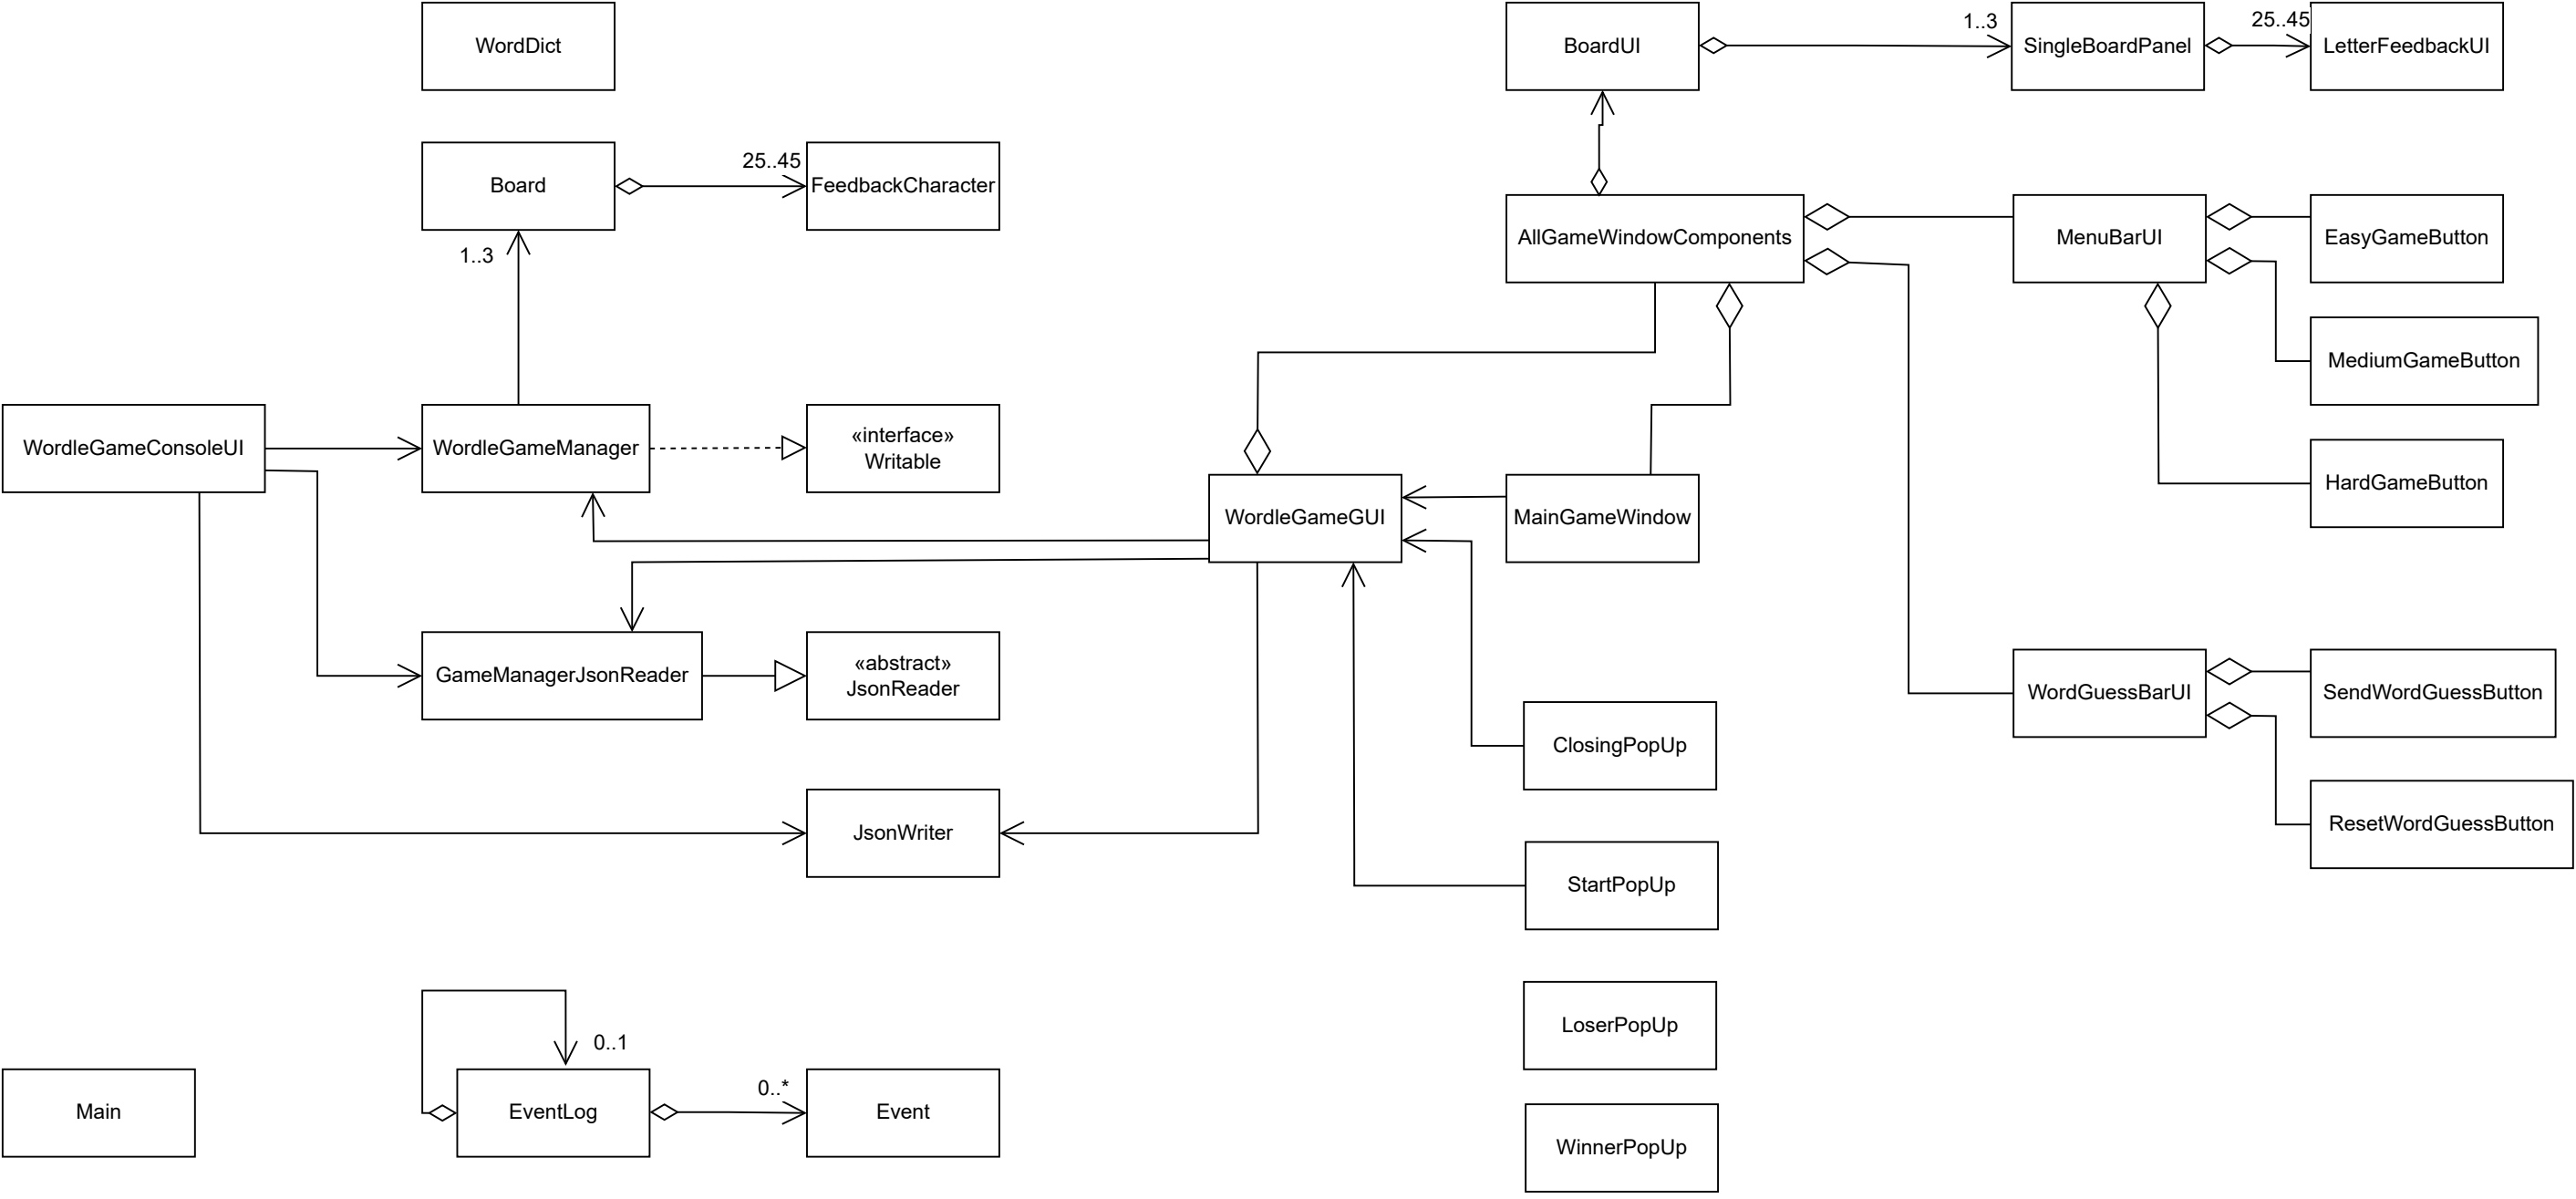 WordDict
BoardUI
1..3
SingleBoardPanel
25..45
LetterFeedbackUI
Board
25..45
FeedbackCharacter
1..3
AllGameWindowComponents
MenuBarUI
EasyGameButton
MediumGameButton
WordleGameConsoleUI
WordleGameManager
«interface»
Writable
HardGameButton
WordleGameGUI
MainGameWindow
GameManagerJsonReader
«abstract»
JsonReader
WordGuessBarUI
SendWordGuessButton
ClosingPopUp
JsonWriter
ResetWordGuessButton
StartPopUp
LoserPopUp
0..1
0..*
Main
EventLog
Event
WinnerPopUp